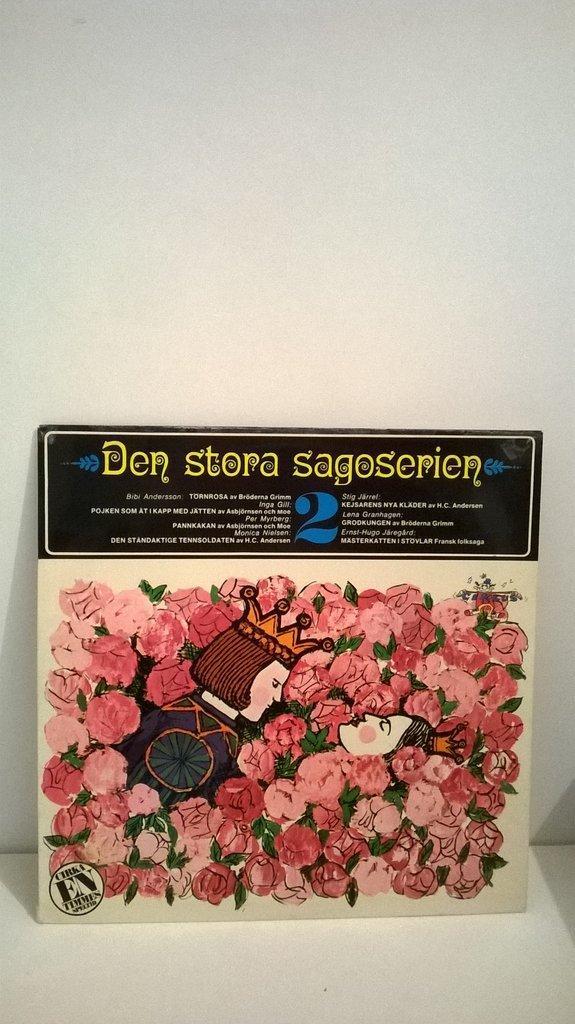 Den stora sagoserien
2
Bibi Andersson: TÖRNROSA av Bröderna Grimm
Inga Gill:
POJKEN SOM ÅT I KAPP MED JÄTTEN av Asbjörnsen och Moe
Per Myrberg:
PANNKAKAN av Asbjörnsen och Moe
Monica Nielsen:
DEN STÅNDAKTIGE TENNSOLDATEN av H.C. Andersen
Stig Järrel:
KEJSARENS NYA KLÄDER av H.C. Andersen
Lena Granhagen:
GRODKUNGEN av Bröderna Grimm
Ernst-Hugo Järegård:
MÄSTERKATTEN I STÖVLAR Fransk folksaga
CIRKUS
CIRKA
EN
TIMMES
SPELTID